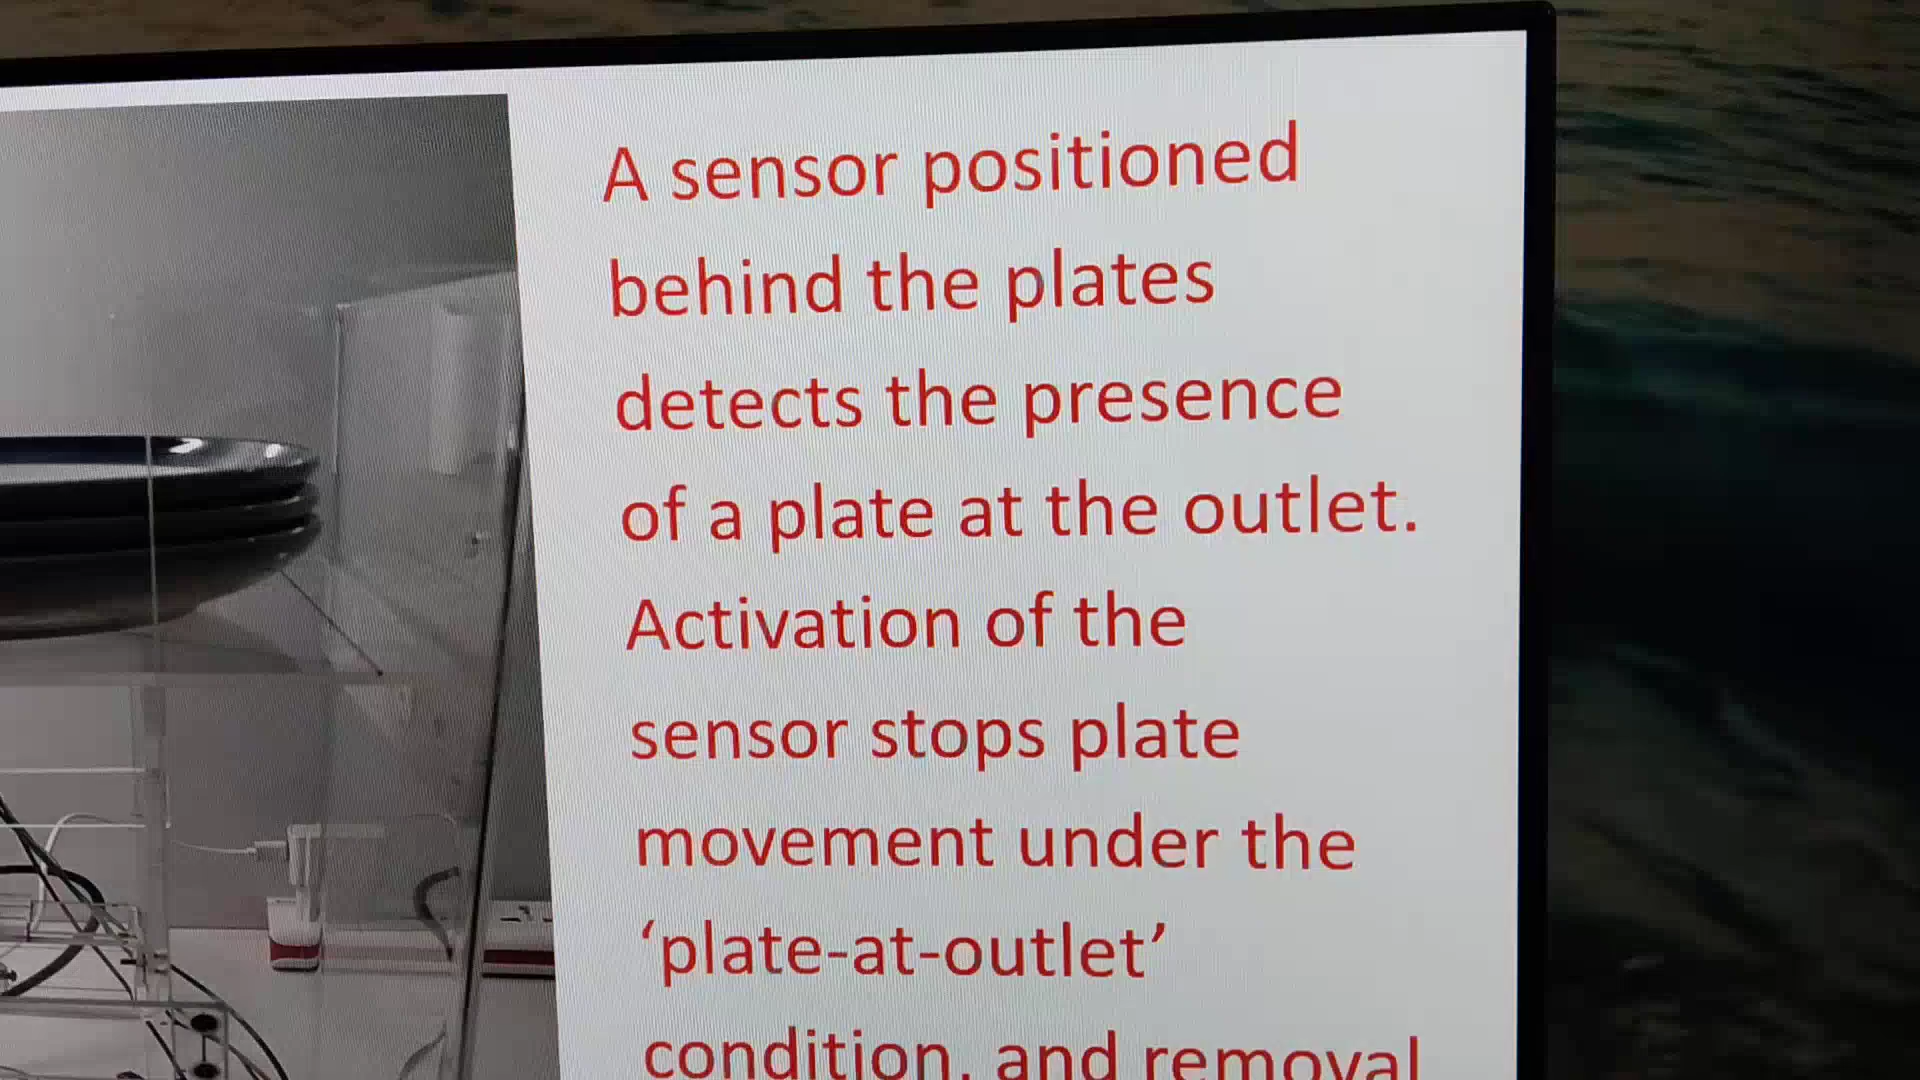 A sensor positioned
behind the plates
detects the presence
of a plate at the outlet.
Activation of the
sensor stops plate
movement under the
‘plate-at-outlet’
condition, and removal